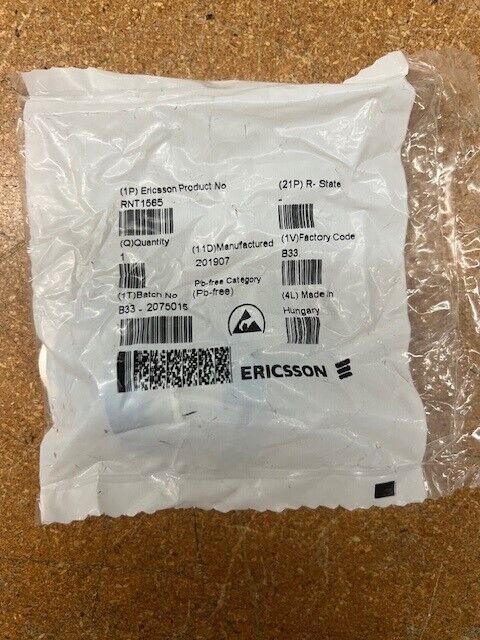 (1P) Ericsson Product No
RNT1565
(21P) R- State
-
(Q)Quantity
1
(11D)Manufactured
201907
(1V)Factory Code
B33
Pb-free Category
(Pb-free)
(1T)Batch No
B33 - 2075015
(4L) Made in
Hungary
ERICSSON